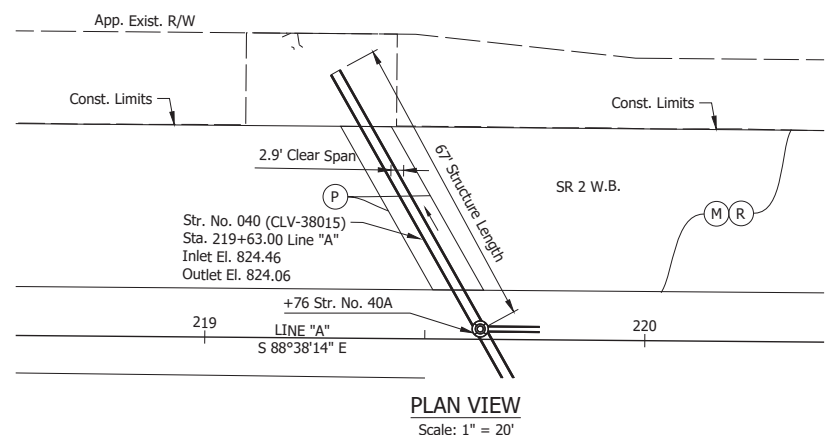 App. Exist. R/W
Const. Limits
Const. Limits
2.9' Clear Span
67' Structure Length
SR 2 W.B.
P
M R
Str. No. 040 (CLV-38015)
Sta. 219+63.00 Line "A"
Inlet El. 824.46
Outlet El. 824.06
+76 Str. No. 40A
219
LINE "A"
220
S 88°38'14" E
PLAN VIEW
Scale: 1" = 20'